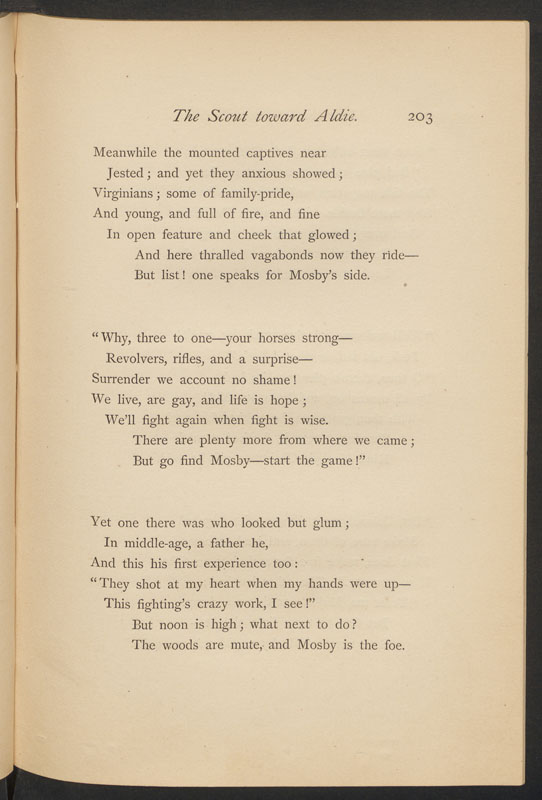 The Scout toward Aldie. 203
Meanwhile the mounted captives near
Jested; and yet they anxious showed;
Virginians; some of family-pride,
And young, and full of fire, and fine
In open feature and cheek that glowed;
And here thralled vagabonds now they ride—
But list! one speaks for Mosby's side.
"Why, three to one—your horses strong—
Revolvers, rifles, and a surprise—
Surrender we account no shame!
We live, are gay, and life is hope;
We'll fight again when fight is wise.
There are plenty more from where we came;
But go find Mosby—start the game!"
Yet one there was who looked but glum;
In middle-age, a father he,
And this his first experience too:
"They shot at my heart when my hands were up—
This fighting's crazy work, I see!"
But noon is high; what next to do?
The woods are mute, and Mosby is the foe.